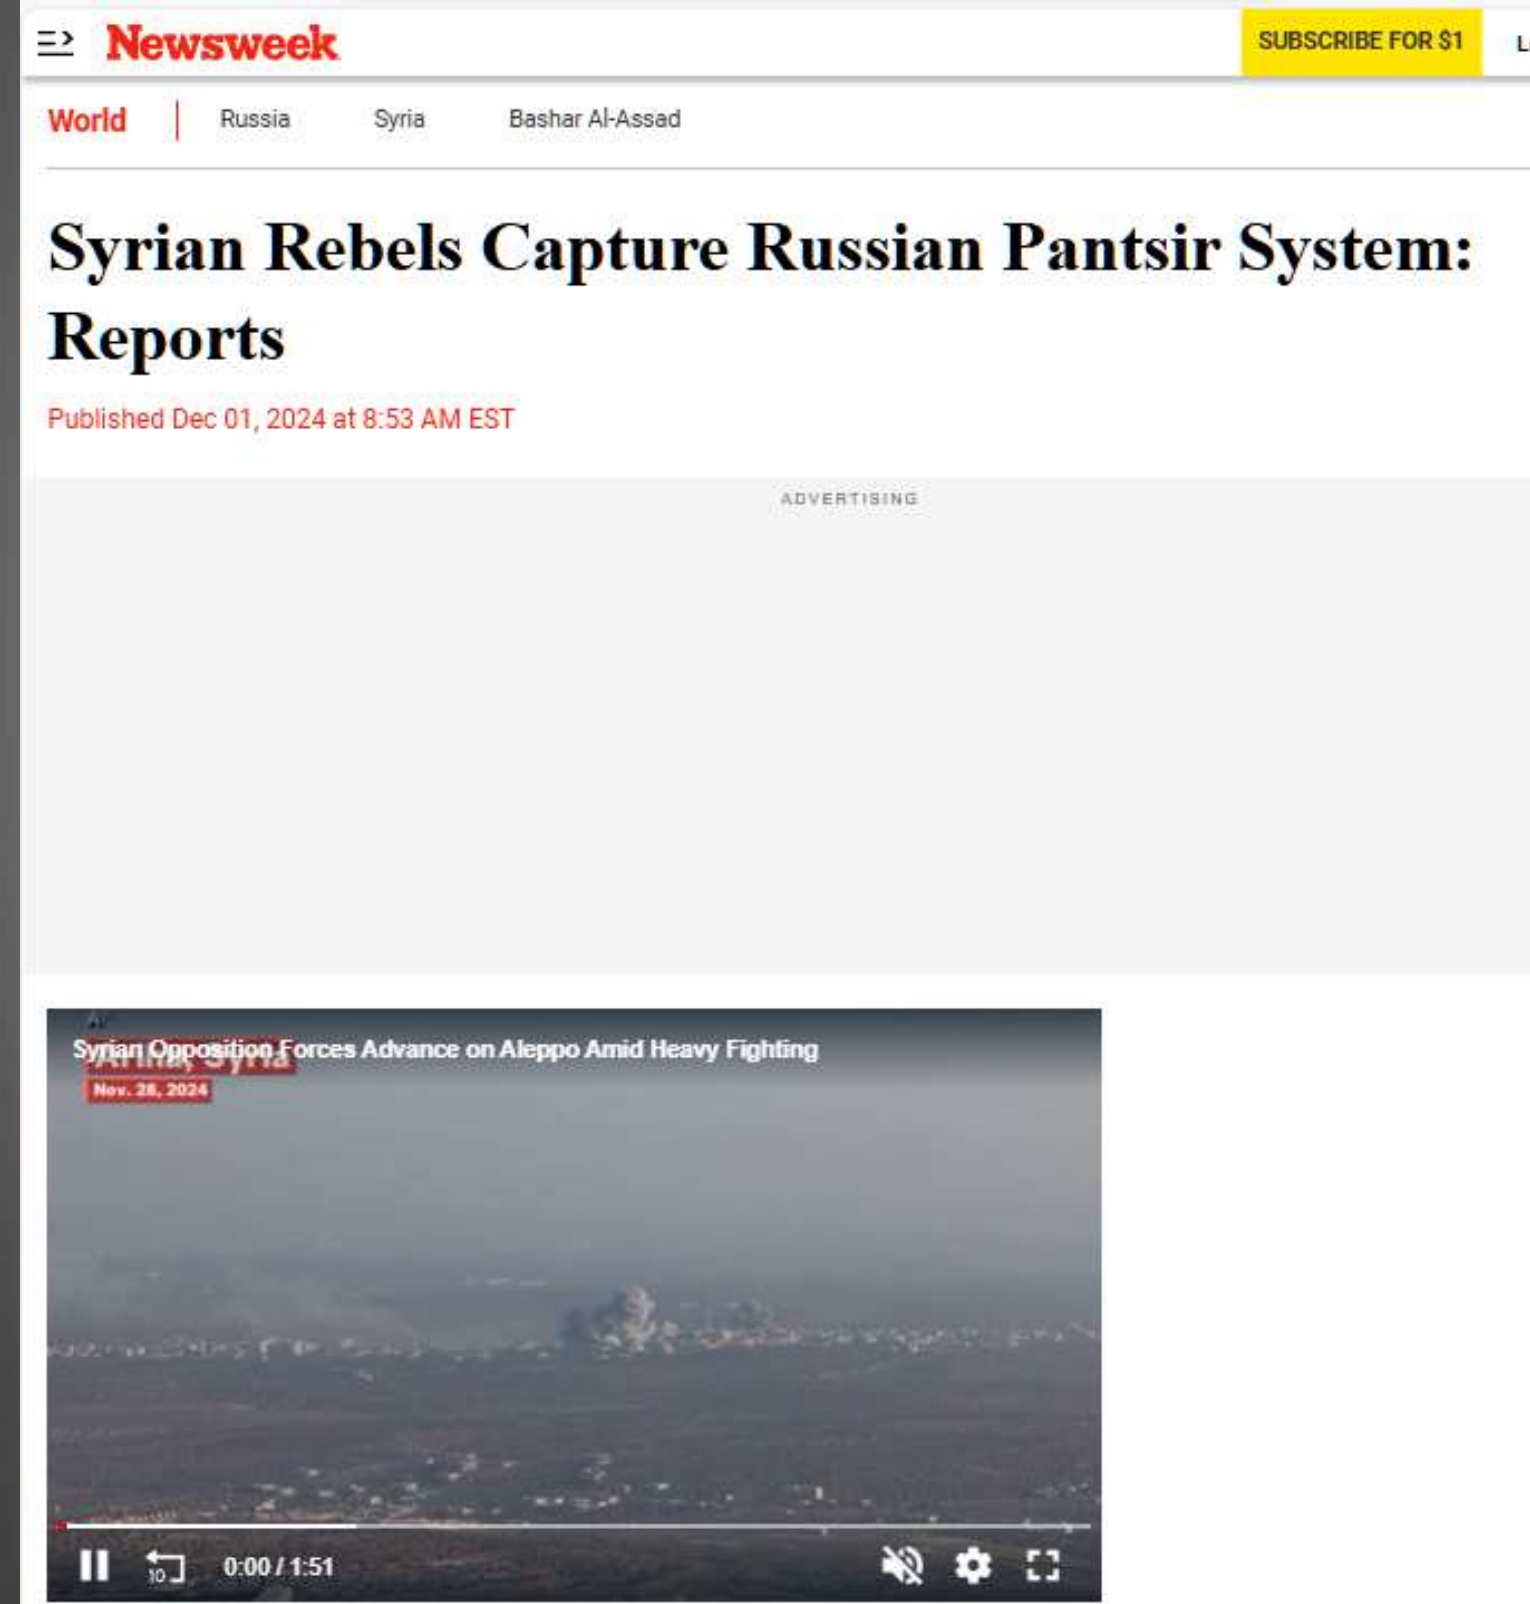 Newsweek
SUBSCRIBE FOR $1
World
Russia
Syria
Bashar Al-Assad
Syrian Rebels Capture Russian Pantsir System:
Reports
Published Dec 01, 2024 at 8:53 AM EST
ADVERTISING
Syrian Opposition Forces Advance on Aleppo Amid Heavy Fighting
Syria
Nov. 28, 2024
10
0:00 / 1:51